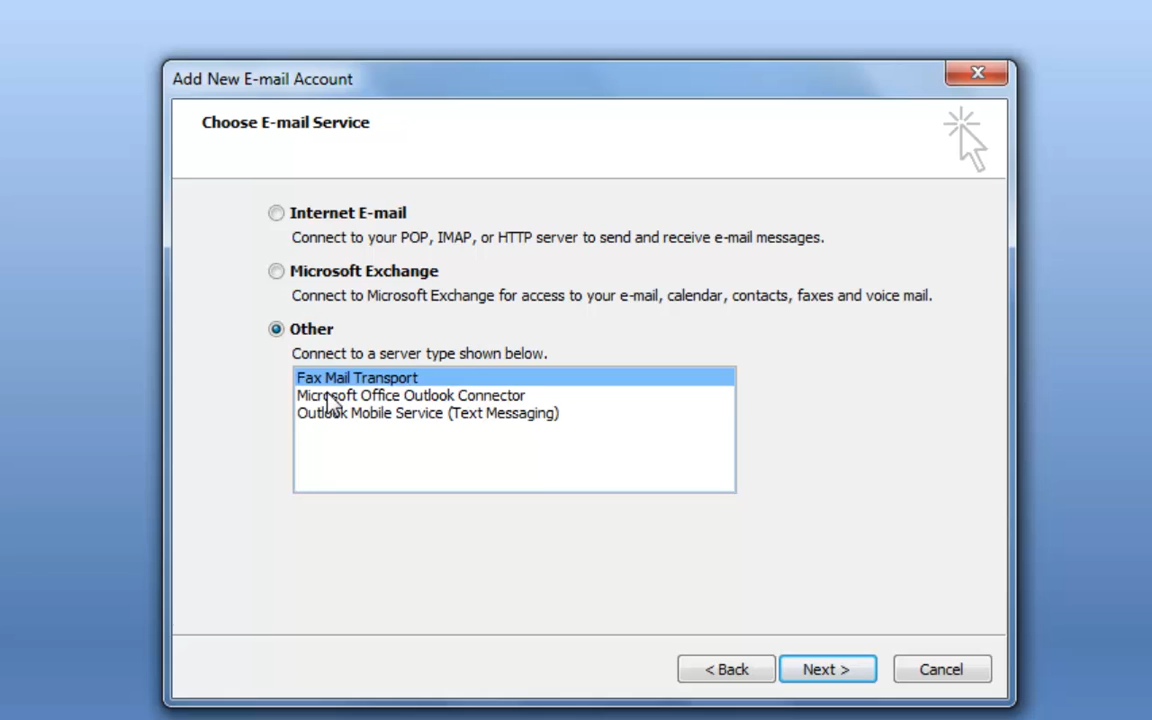 Add New E-mail Account
Choose E-mail Service
Internet E-mail
Connect to your POP, IMAP, or HTTP server to send and receive e-mail messages.
Microsoft Exchange
Connect to Microsoft Exchange for access to your e-mail, calendar, contacts, faxes and voice mail.
Other
Connect to a server type shown below.
Fax Mail Transport
Microsoft Office Outlook Connector
Outlook Mobile Service (Text Messaging)
< Back
Next >
Cancel